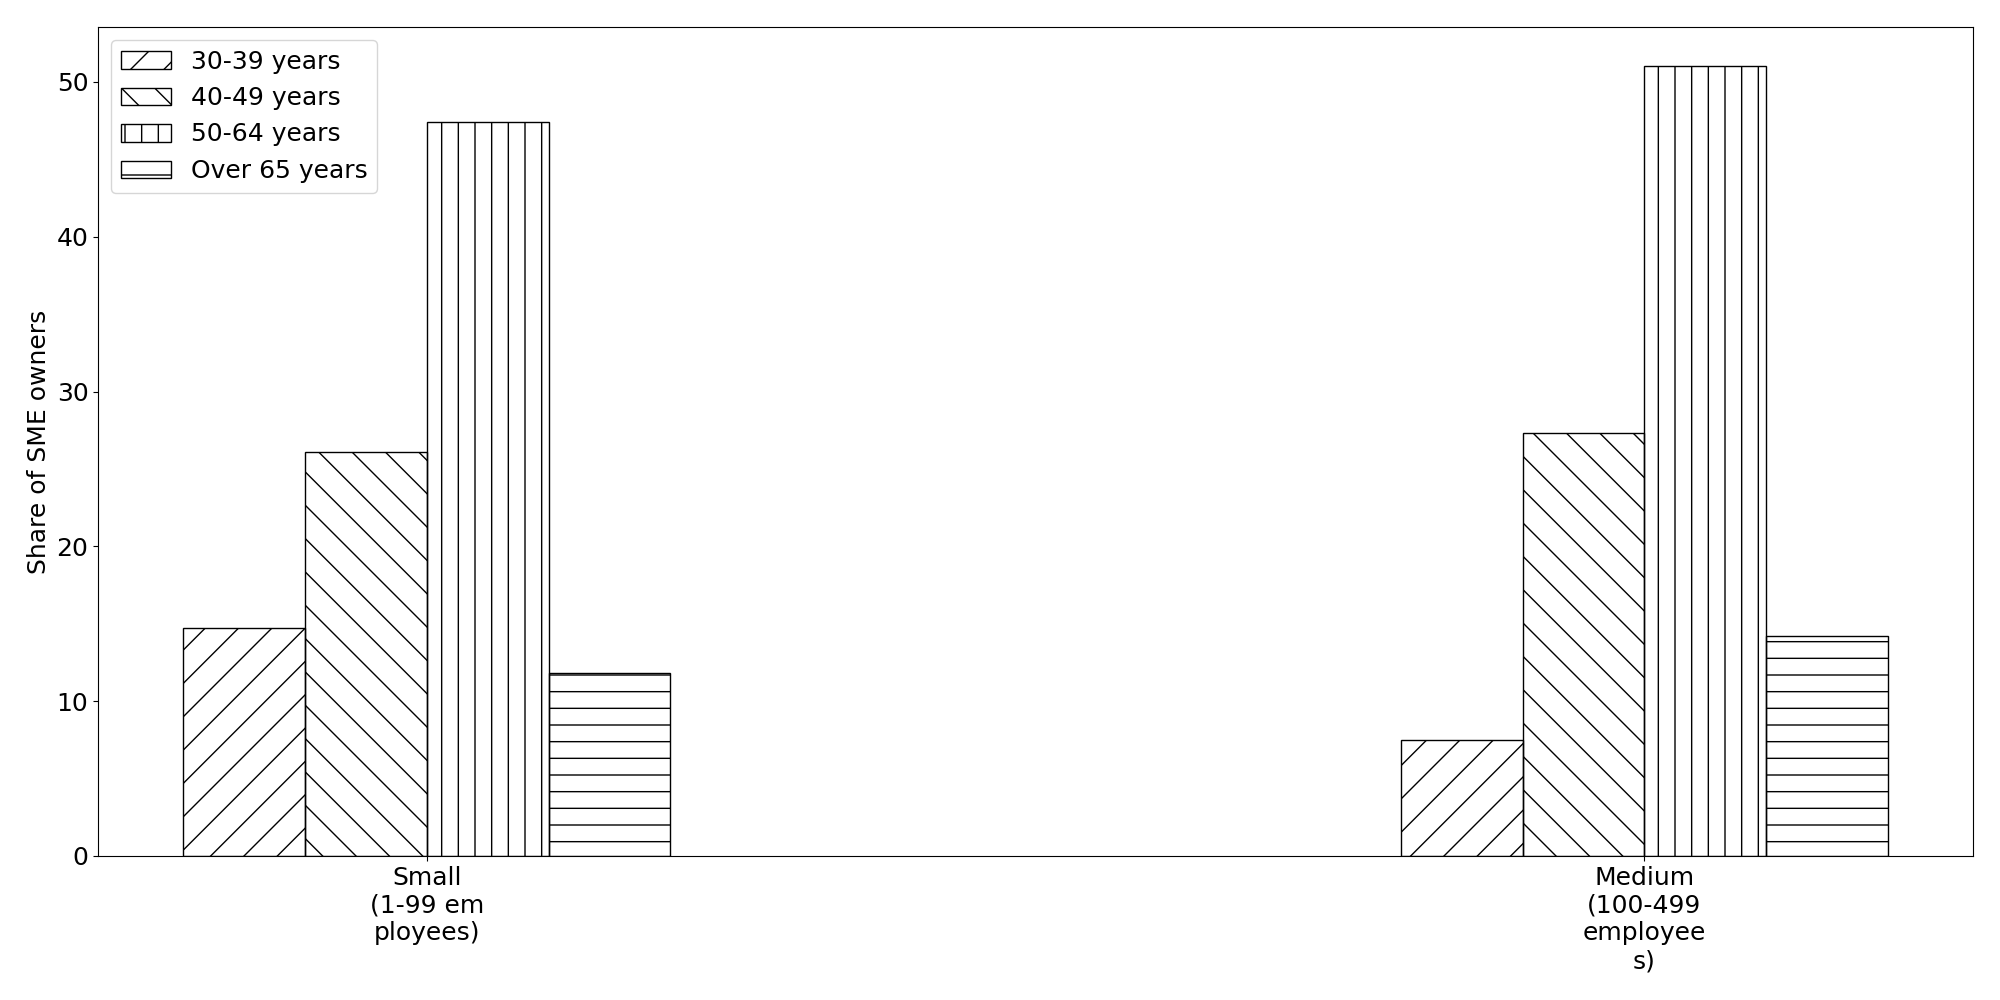 30-39 years
40-49 years
50-64 years
Over 65 years
Share of SME owners
50
40
30
20
10
0
Small
(1-99 em
ployees)
Medium
(100-499
employee
s)